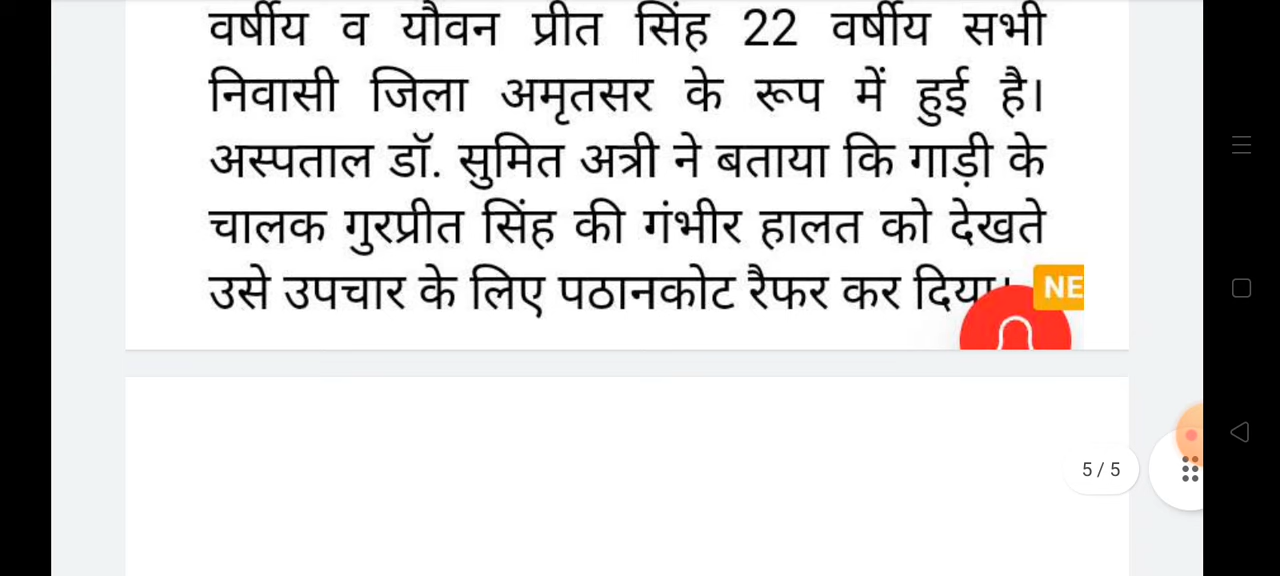 वर्षीय व यौवन प्रीत सिंह 22 वर्षीय सभी
निवासी जिला अमृतसर के रूप में हुई है।
अस्पताल डॉ. सुमित अत्री ने बताया कि गाड़ी के
चालक गुरप्रीत सिंह की गंभीर हालत को देखते
उसे उपचार के लिए पठानकोट रैफर कर दिया।
NE
5 / 5